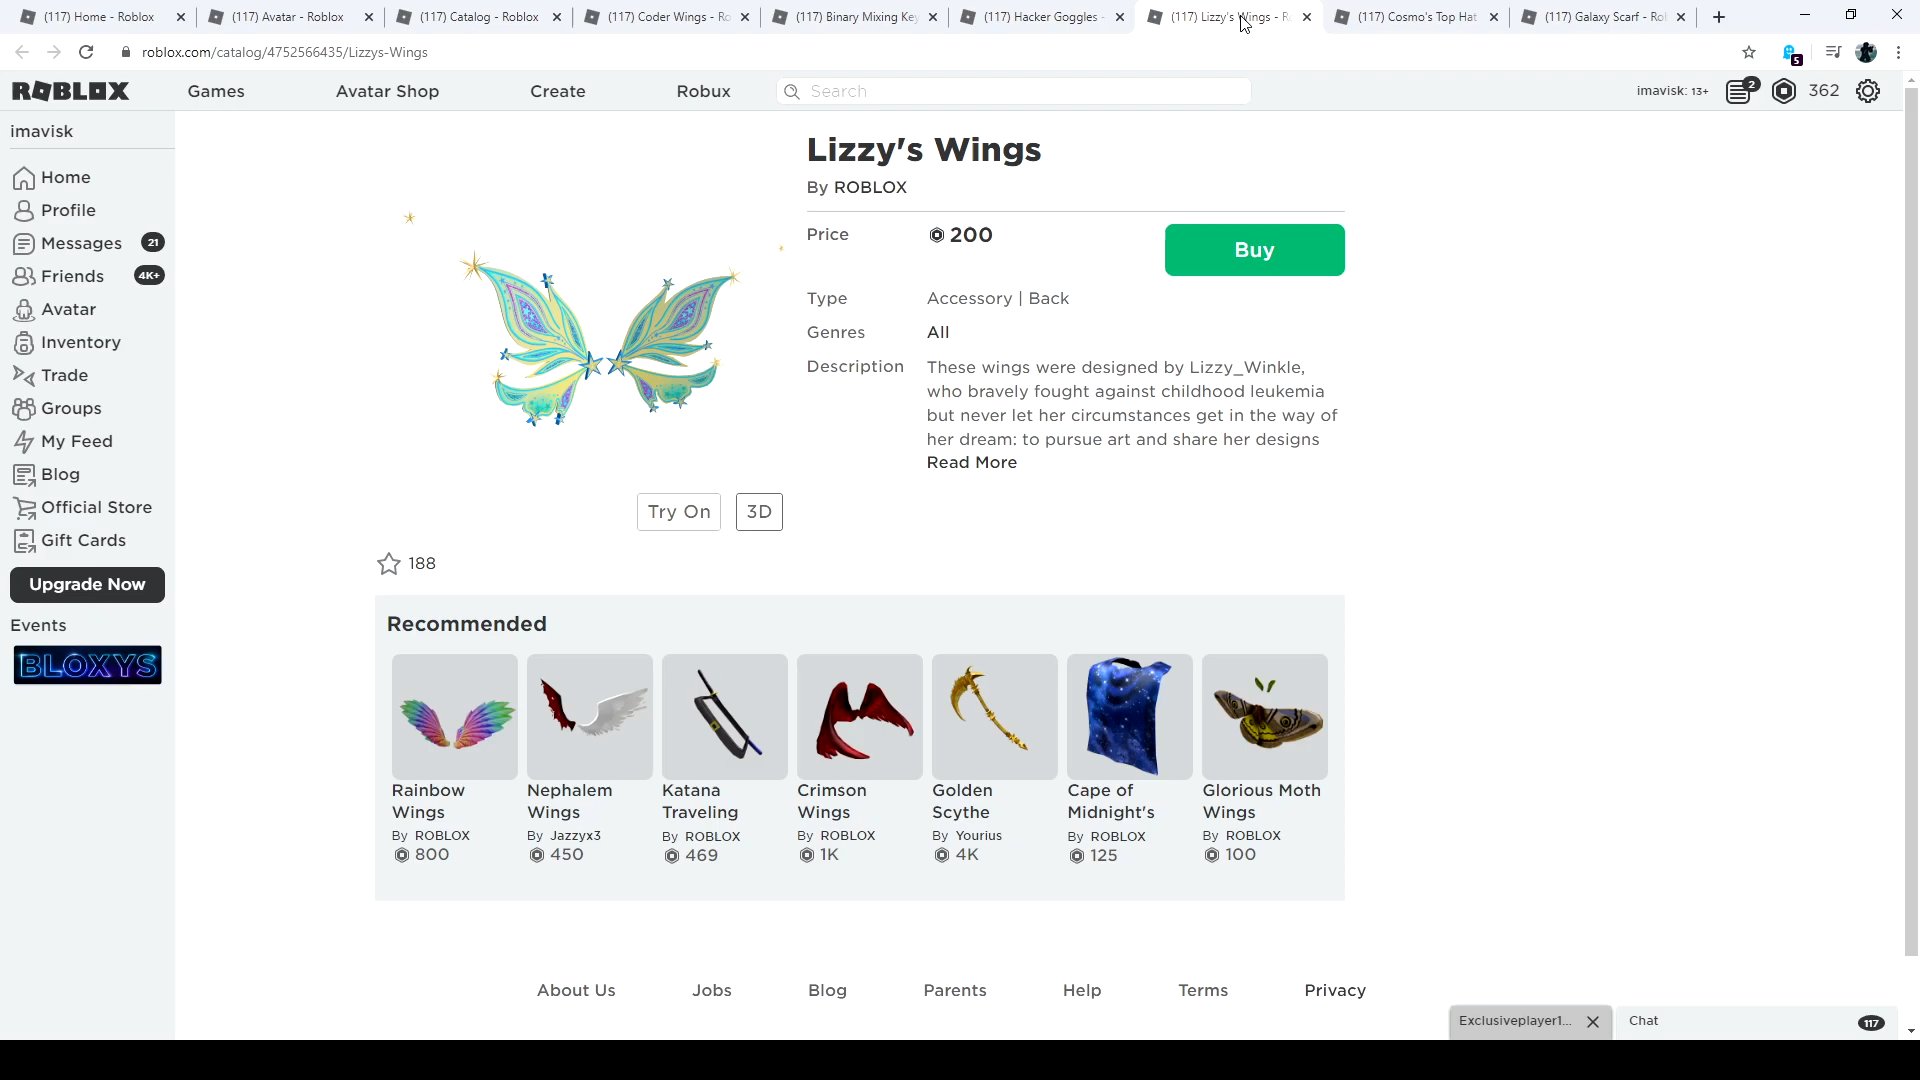 (117) Home - Roblox
(117) Avatar - Roblox
(117) Catalog - Roblox
(117) Coder Wings - Ro
(117) Binary Mixing Key
(117) Hacker Goggles -
(117) Lizzy's Wings - R
(117) Cosmo's Top Hat
(117) Galaxy Scarf - Rol
roblox.com/catalog/4752566435/Lizzys-Wings
5
ROBLOX
Games
Avatar Shop
Create
Robux
Search
imavisk: 13+
2
362
imavisk
Home
Profile
Messages 21
Friends 4K+
Avatar
Inventory
Trade
Groups
My Feed
Blog
Official Store
Gift Cards
Upgrade Now
Events
BLOXYS
Lizzy's Wings
By ROBLOX
Price 200
Buy
Type Accessory | Back
Genres All
Description These wings were designed by Lizzy_Winkle,
who bravely fought against childhood leukemia
but never let her circumstances get in the way of
her dream: to pursue art and share her designs
Read More
Try On
3D
188
Recommended
Rainbow
Wings
By ROBLOX
800
Nephalem
Wings
By Jazzyx3
450
Katana
Traveling
By ROBLOX
469
Crimson
Wings
By ROBLOX
1K
Golden
Scythe
By Yourius
4K
Cape of
Midnight's
By ROBLOX
125
Glorious Moth
Wings
By ROBLOX
100
About Us
Jobs
Blog
Parents
Help
Terms
Privacy
Exclusiveplayer1...
Chat
117